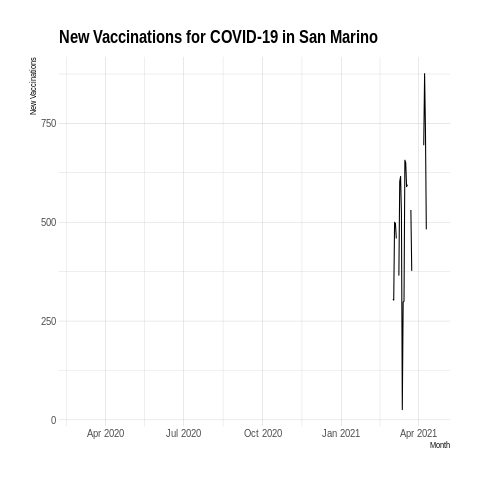 New Vaccinations for COVID-19 in San Marino
New Vaccinations
750
500
250
0
Apr 2020
Jul 2020
Oct 2020
Jan 2021
Apr 2021
Month